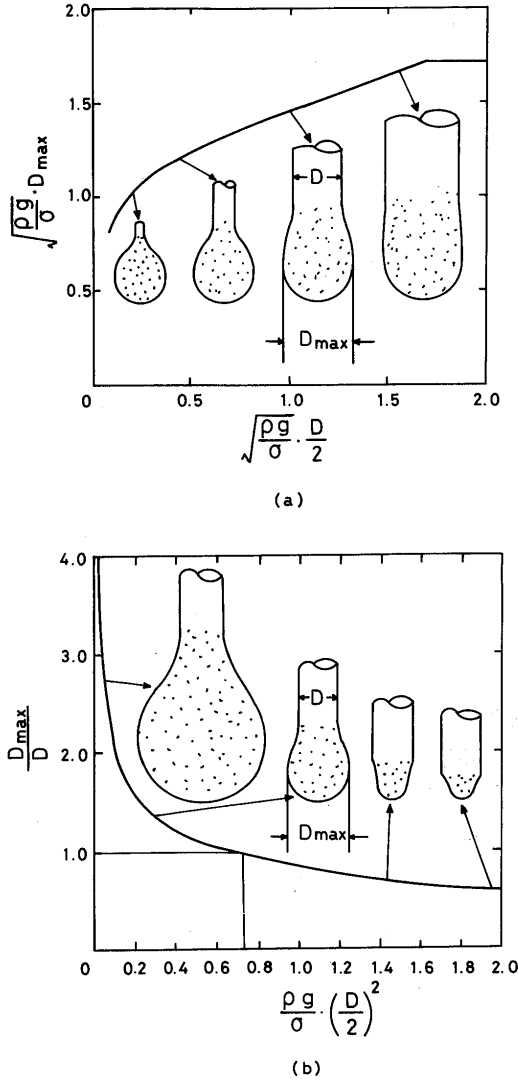 2.0
1.5
1.0
0.5
0
√(ρg/σ) · Dmax
D
Dmax
0 0.5 1.0 1.5 2.0
√(ρg/σ) · D/2
(a)
4.0
3.0
2.0
1.0
Dmax/D
D
Dmax
0 0.2 0.4 0.6 0.8 1.0 1.2 1.4 1.6 1.8 2.0
ρg/σ · (D/2)²
(b)